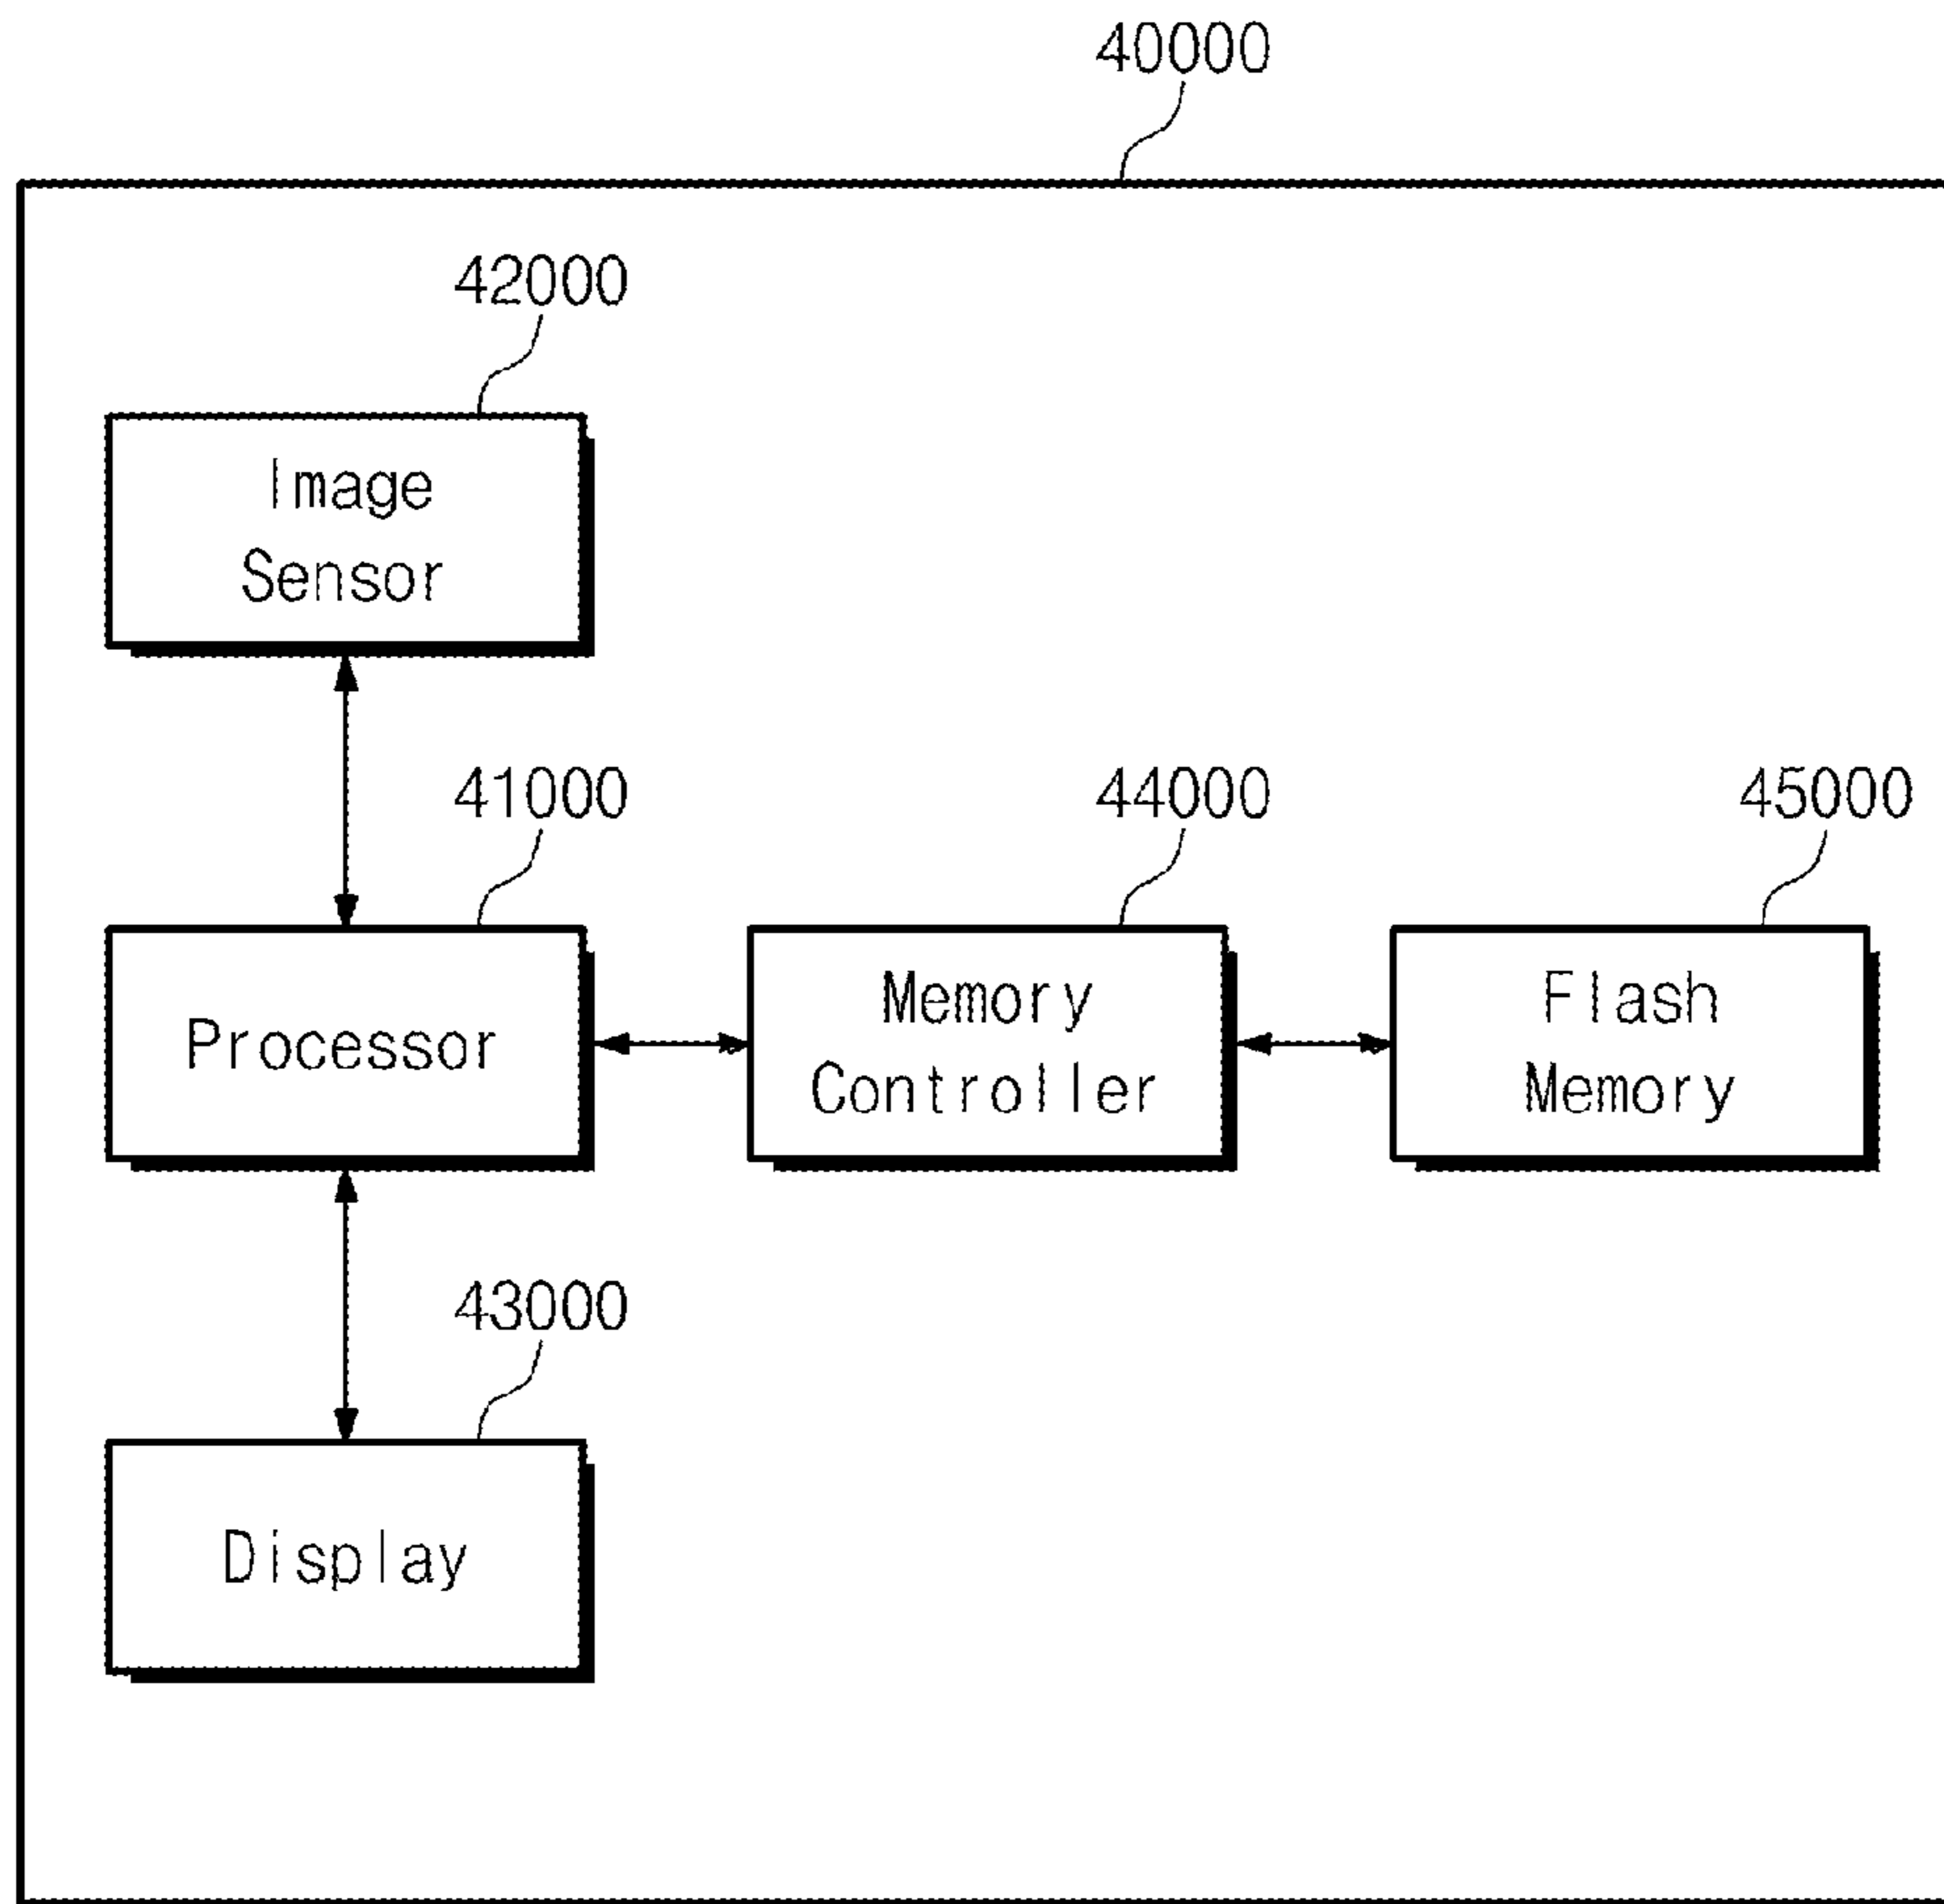 40000
42000
Image
Sensor
41000
44000
45000
Processor
Memory
Controller
Flash
Memory
43000
Display